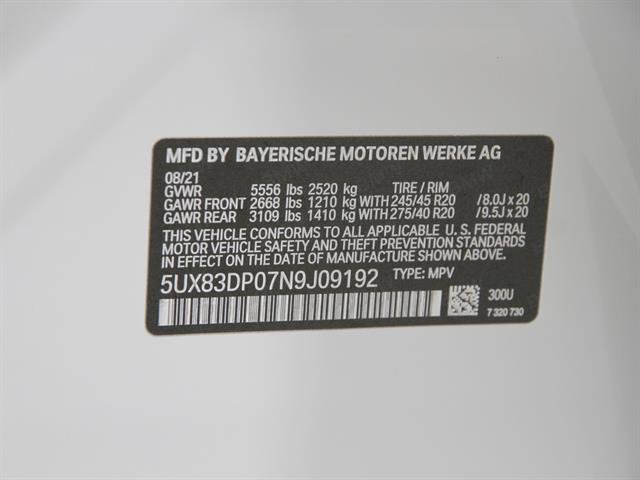 MFD BY BAYERISCHE MOTOREN WERKE AG
08/21
GVWR 5556 lbs 2520 kg TIRE / RIM
GAWR FRONT 2668 lbs 1210 kg WITH 245/45 R20 /8.0J x 20
GAWR REAR 3109 lbs 1410 kg WITH 275/40 R20 /9.5J x 20
THIS VEHICLE CONFORMS TO ALL APPLICABLE U. S. FEDERAL
MOTOR VEHICLE SAFETY AND THEFT PREVENTION STANDARDS
IN EFFECT ON THE DATE OF MANUFACTURE SHOWN ABOVE.
5UX83DP07N9J09192 TYPE: MPV
300U
7 320 730